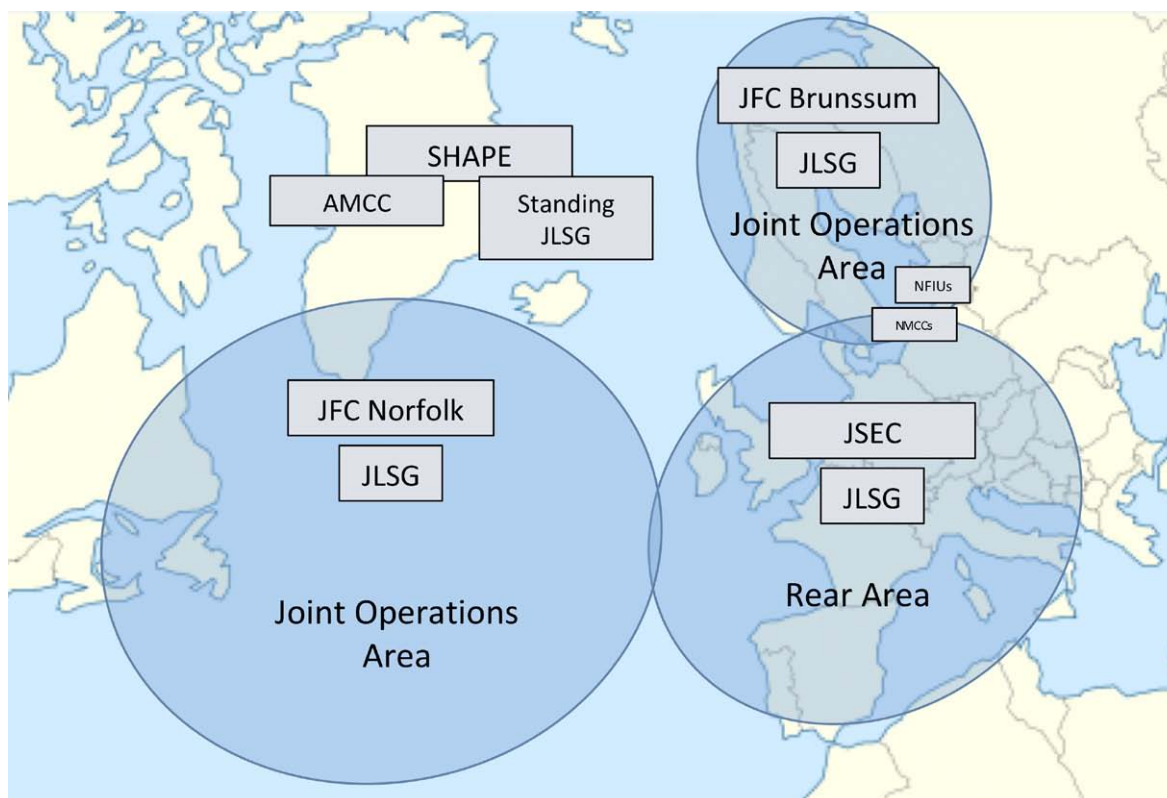 SHAPE
AMCC
Standing
JLSG
JFC Brunssum
JLSG
Joint Operations
Area
NFIUs
NMCCs
JFC Norfolk
JLSG
Joint Operations
Area
JSEC
JLSG
Rear Area